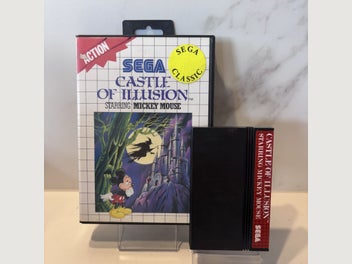 ACTION
SEGA
CLASSIC
SEGA
CASTLE
OF ILLUSION
STARRING MICKEY MOUSE
CASTLE OF ILLUSION
STARRING MICKEY MOUSE
SEGA